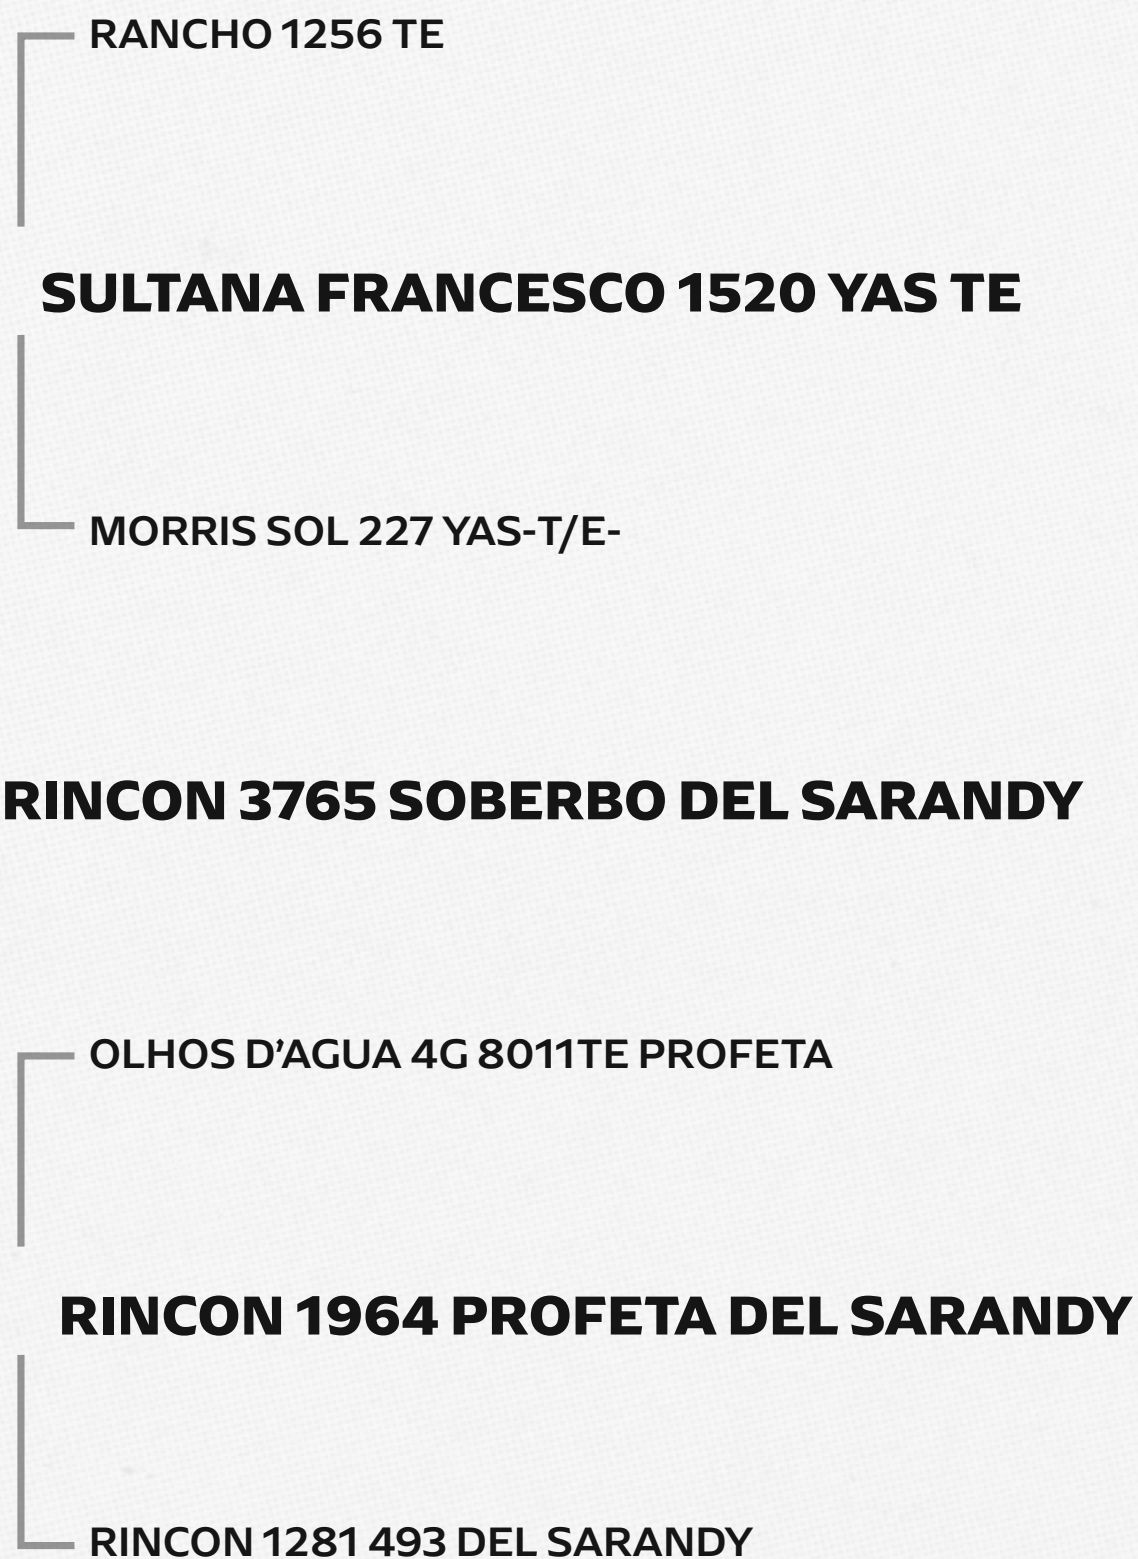 RANCHO 1256 TE
SULTANA FRANCESCO 1520 YAS TE
MORRIS SOL 227 YAS-T/E-
RINCON 3765 SOBERBO DEL SARANDY
OLHOS D’AGUA 4G 8011TE PROFETA
RINCON 1964 PROFETA DEL SARANDY
RINCON 1281 493 DEL SARANDY